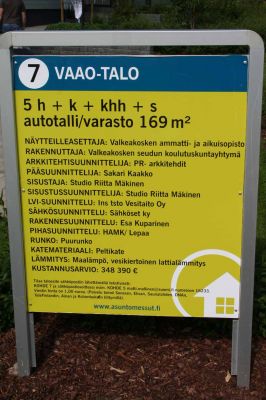 7 VAAO-TALO
5 h + k + khh + s
autotalli/varasto 169 m²
NÄYTTEILLEASETTAJA: Valkeakosken ammatti- ja aikuisopisto
RAKENNUTTAJA: Valkeakosken seudun koulutuskuntayhtymä
ARKKITEHTISUUNNITTELIJA: PR- arkkitehdit
PÄÄSUUNNITTELIJA: Sakari Kaakko
SISUSTAJA: Studio Riitta Mäkinen
SISUSTUSSUUNNITTELIJA: Studio Riitta Mäkinen
LVI-SUUNNITTELU: Ins tsto Vesitaito Oy
SÄHKÖSUUNNITTELU: Sähköset ky
RAKENNESUUNNITTELU: Esa Kuparinen
PIHASUUNNITTELU: HAMK/ Lepaa
RUNKO: Puurunko
KATEMATERIAALI: Peltikate
LÄMMITYS: Maalämpö, vesikiertoinen lattialämmitys
KUSTANNUSARVIO: 348 390 €
www.asuntomessut.fi